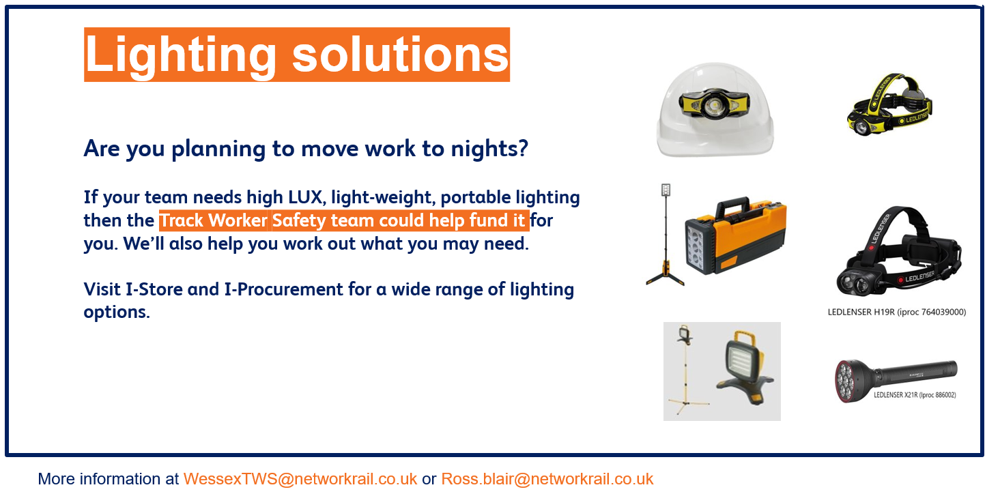 Lighting solutions
Are you planning to move work to nights?
If your team needs high LUX, light-weight, portable lighting
then the Track Worker Safety team could help fund it for
you. We’ll also help you work out what you may need.
Visit I-Store and I-Procurement for a wide range of lighting
options.
LEDLENSER
LEDLENSER
LEDLENSER
LEDLENSER
LEDLENSER H19R (iproc 764039000)
LEDLENSER X21R (Iproc 886002)
More information at WessexTWS@networkrail.co.uk or Ross.blair@networkrail.co.uk